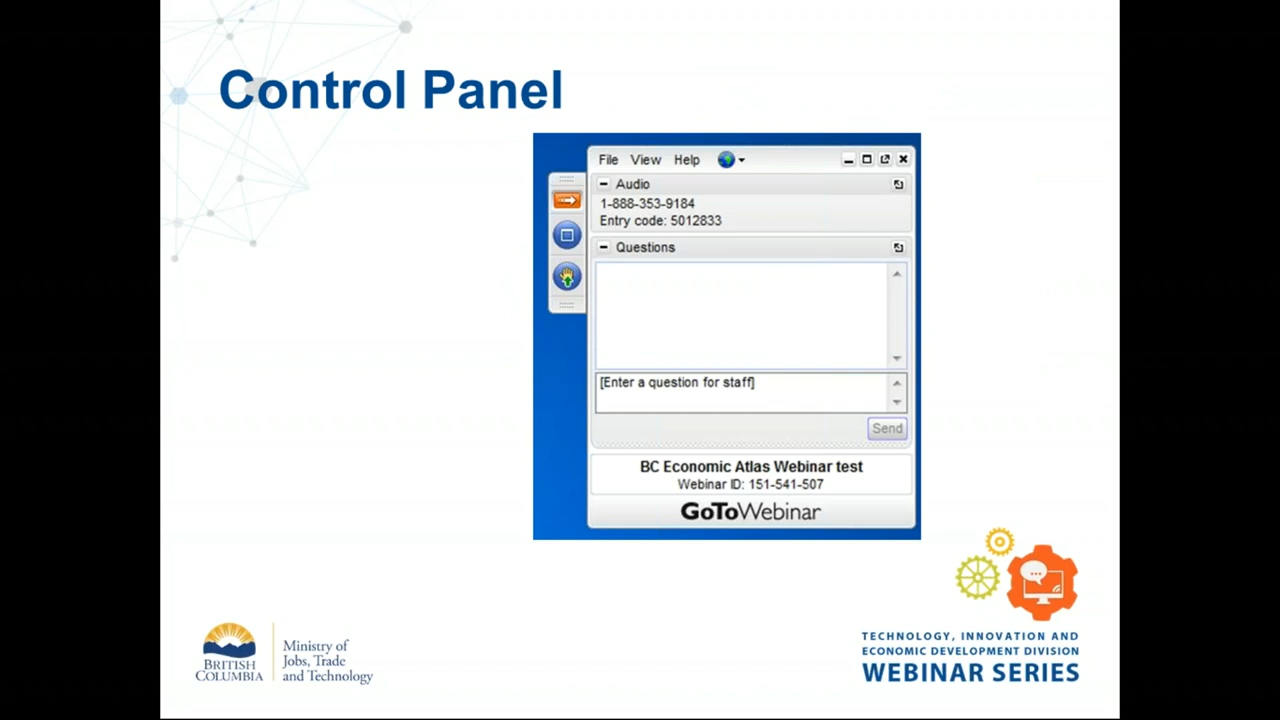 Control Panel
File View Help
Audio
1-888-353-9184
Entry code: 5012833
Questions
[Enter a question for staff]
Send
BC Economic Atlas Webinar test
Webinar ID: 151-541-507
GoToWebinar
BRITISH
COLUMBIA
Ministry of
Jobs, Trade
and Technology
TECHNOLOGY, INNOVATION AND
ECONOMIC DEVELOPMENT DIVISION
WEBINAR SERIES